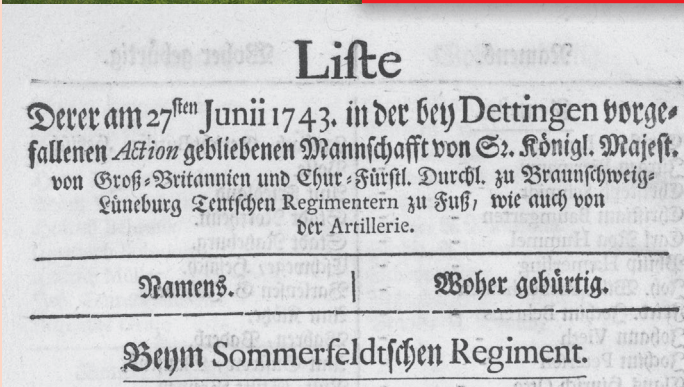 Liſte
Derer am 27ſten Junii 1743. in der bey Dettingen vorge-
fallenen Action gebliebenen Mannſchafft von Sr. Königl. Majeſt.
von Groß-Britannien und Chur-Fürſtl. Durchl. zu Braunſchweig-
Lüneburg Teutſchen Regimentern zu Fuß, wie auch von
der Artillerie.
Namens. Woher gebürtig.
Beym Sommerfeldtſchen Regiment.